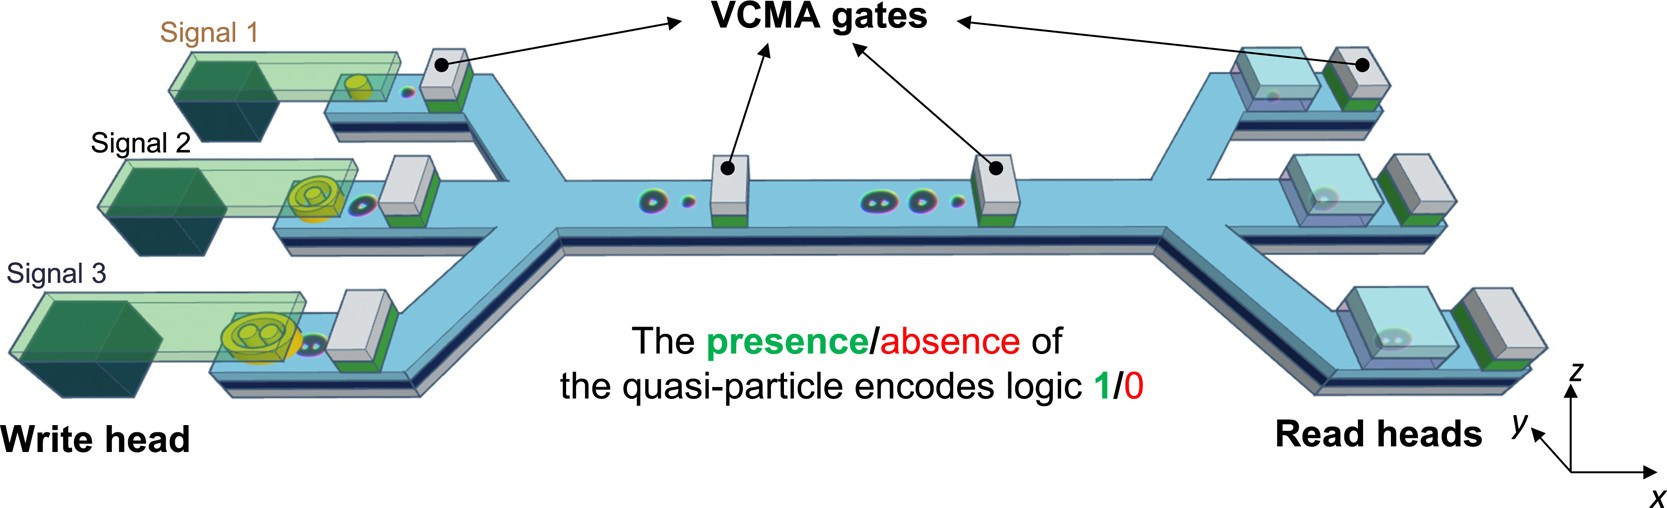 VCMA gates
Signal 1
Signal 2
Signal 3
The presence/absence of
the quasi-particle encodes logic 1/0
Write head
Read heads
z
y
x